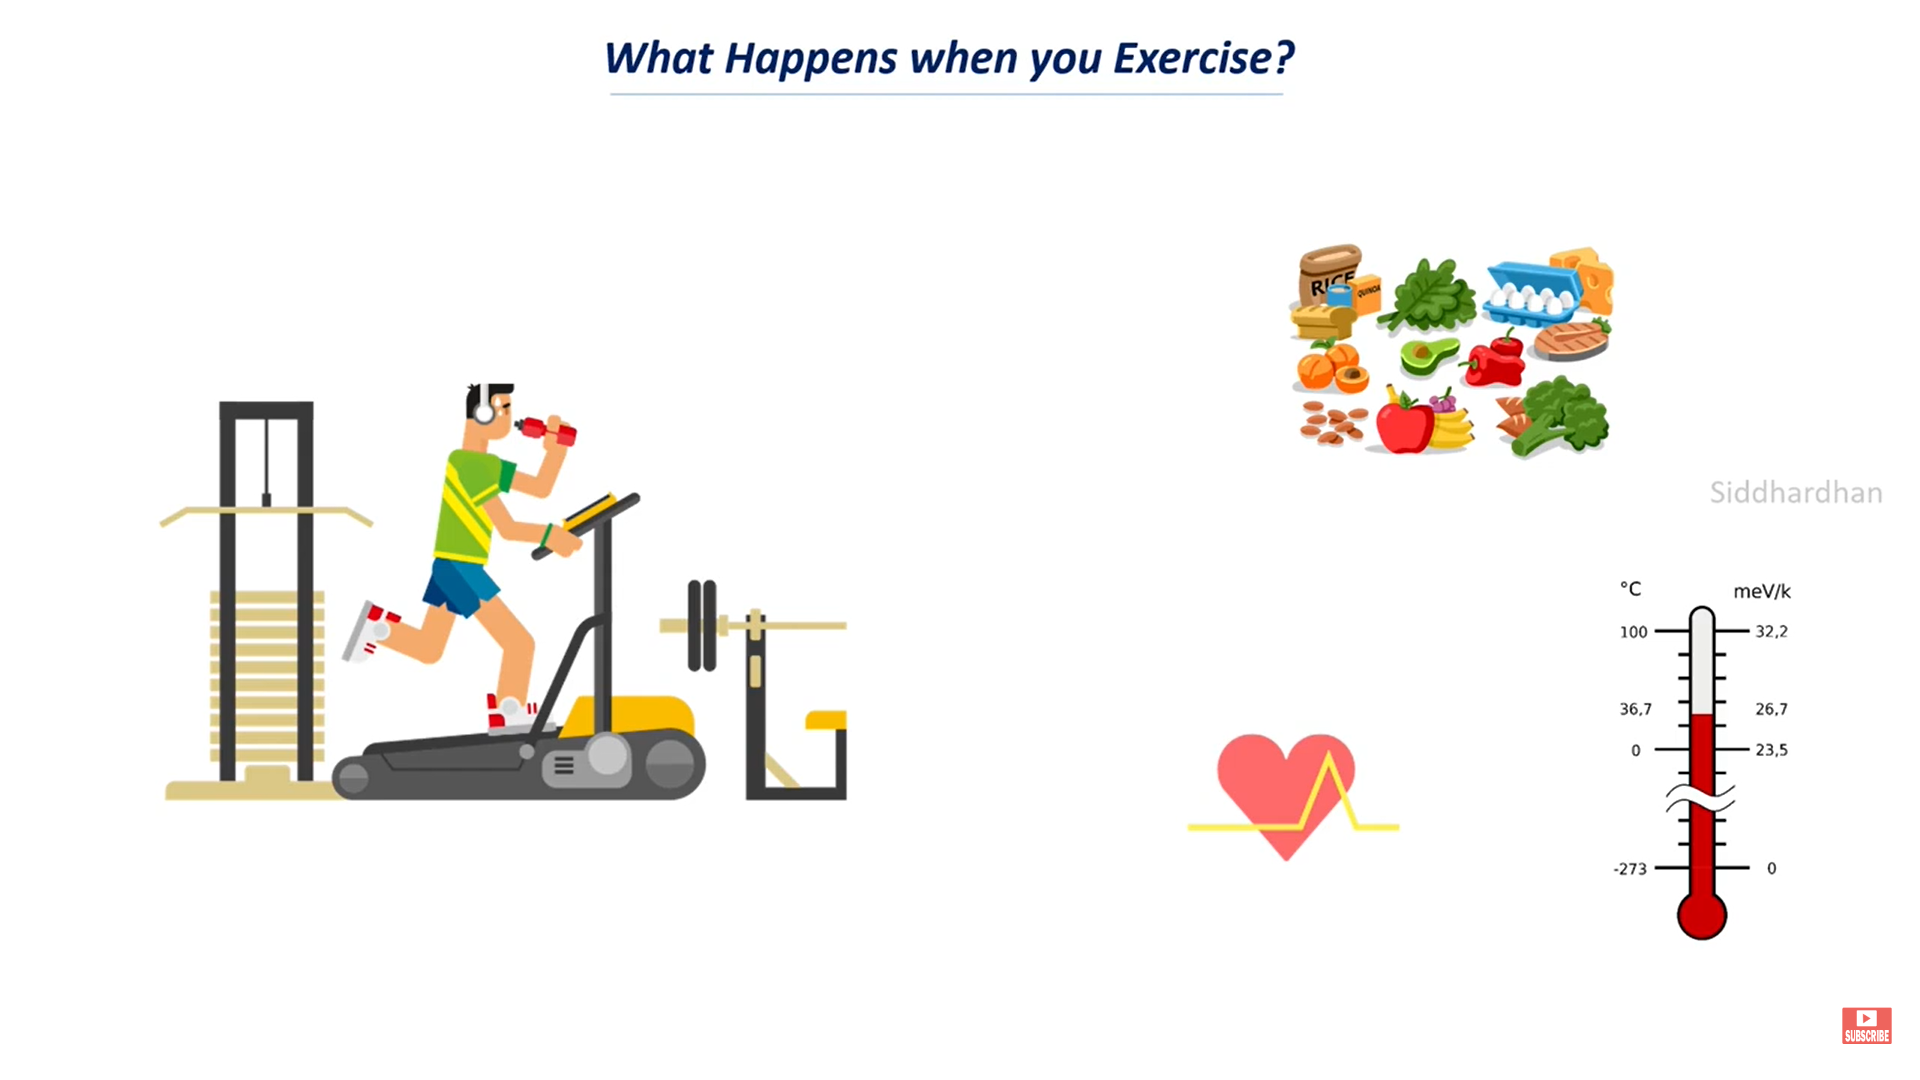 What Happens when you Exercise?
RICE
QUINOA
Siddhardhan
°C meV/k
100 32,2
36,7 26,7
0 23,5
-273 0
SUBSCRIBE